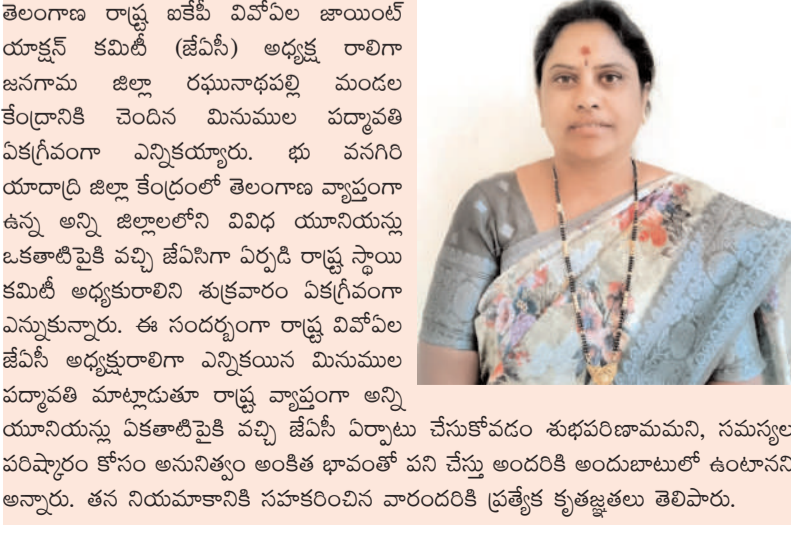 తెలంగాణ రాష్ట్ర ఐకేపీ వివోఏల జాయింట్
యాక్షన్ కమిటీ (జేఏసీ) అధ్యక్ష రాలిగా
జనగామ జిల్లా రఘునాథపల్లి మండల
కేంద్రానికి చెందిన మినుముల పద్మావతి
ఏకగ్రీవంగా ఎన్నికయ్యారు. భు వనగిరి
యాదాద్రి జిల్లా కేంద్రంలో తెలంగాణ వ్యాప్తంగా
ఉన్న అన్ని జిల్లాలలోని వివిధ యూనియన్లు
ఒకతాటిపైకి వచ్చి జేఏసిగా ఏర్పడి రాష్ట్ర స్థాయి
కమిటీ అధ్యకురాలిని శుక్రవారం ఏకగ్రీవంగా
ఎన్నుకున్నారు. ఈ సందర్బంగా రాష్ట్ర వివోఏల
జేఏసీ అధ్యక్షురాలిగా ఎన్నికయిన మినుముల
పద్మావతి మాట్లాడుతూ రాష్ట్ర వ్యాప్తంగా అన్ని
యూనియన్లు ఏకతాటిపైకి వచ్చి జేఏసీ ఏర్పాటు చేసుకోవడం శుభపరిణామమని, సమస్యల
పరిష్కారం కోసం అనునిత్వం అంకిత భావంతో పని చేస్తు అందరికి అందుబాటులో ఉంటానని
అన్నారు. తన నియమాకానికి సహకరించిన వారందరికి ప్రత్యేక కృతజ్ఞతలు తెలిపారు.